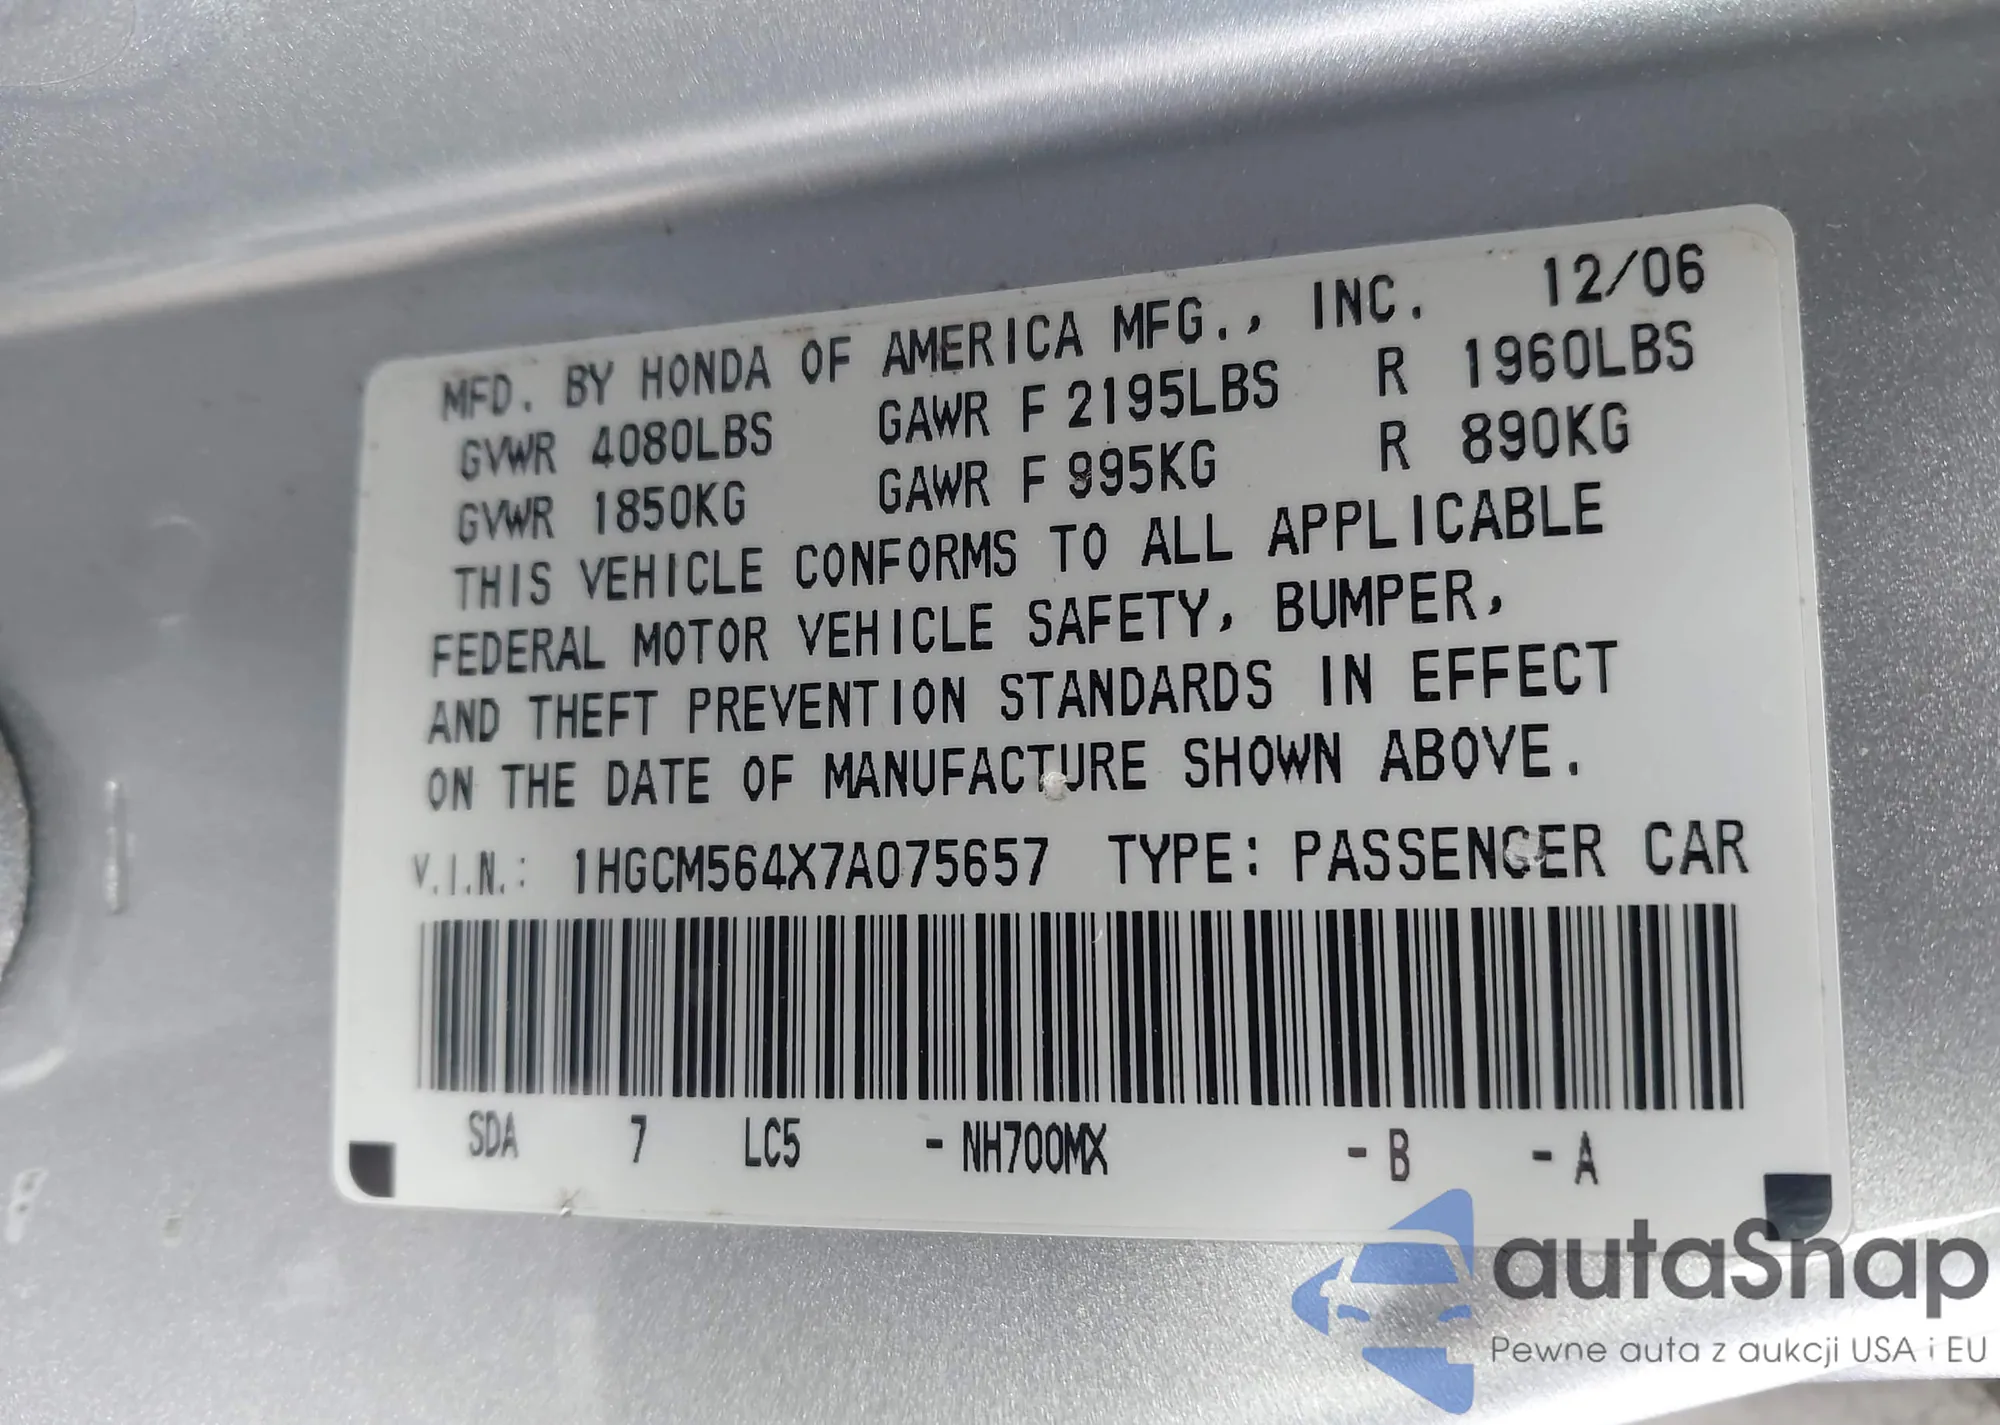 MFD. BY HONDA OF AMERICA MFG., INC. 12/06
GVWR 4080LBS GAWR F 2195LBS R 1960LBS
GVWR 1850KG GAWR F 995KG R 890KG
THIS VEHICLE CONFORMS TO ALL APPLICABLE
FEDERAL MOTOR VEHICLE SAFETY, BUMPER,
AND THEFT PREVENTION STANDARDS IN EFFECT
ON THE DATE OF MANUFACTURE SHOWN ABOVE.
V.I.N.: 1HGCM564X7A075657 TYPE: PASSENGER CAR
SDA 7 LC5 - NH700MX - B - A
autaSnap
Pewne auta z aukcji USA i EU